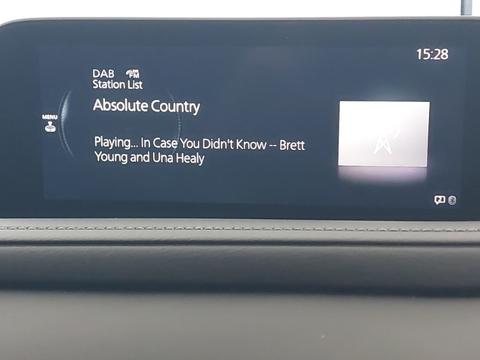 15:28
DAB FM
Station List
Absolute Country
MENU
Playing... In Case You Didn't Know -- Brett
Young and Una Healy